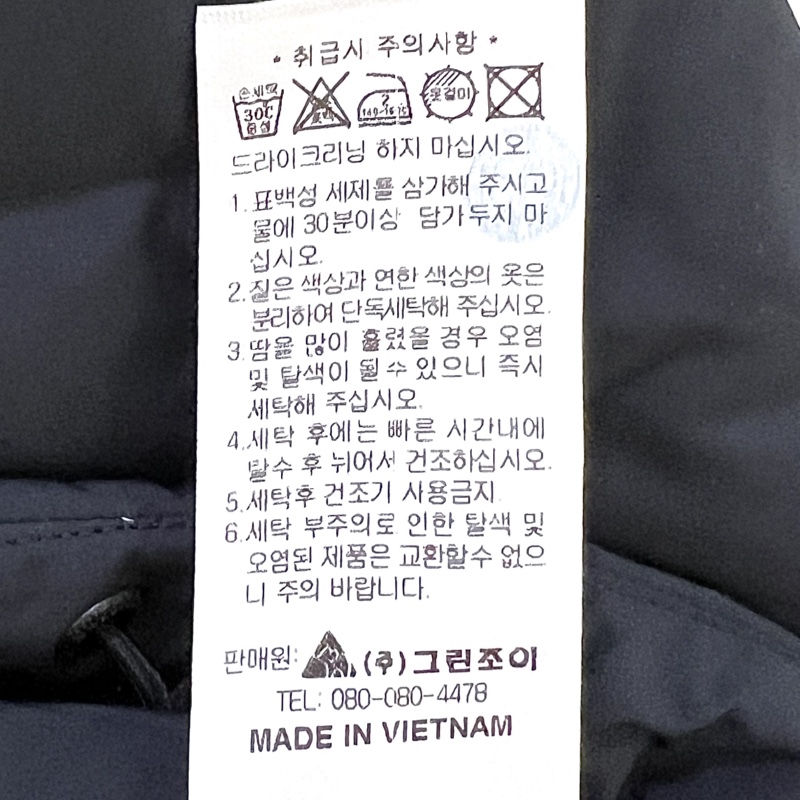 * 취급시 주의사항 *
손세탁
30℃
중성
표백
140~160℃
옷걸이
드라이크리닝 하지 마십시오.
1. 표백성 세제를 삼가해 주시고
물에 30분이상 담가두지 마
십시오.
2. 짙은 색상과 연한 색상의 옷은
분리하여 단독세탁해 주십시오.
3. 땀을 많이 흘렸을 경우 오염
및 탈색이 될 수 있으니 즉시
세탁해 주십시오.
4. 세탁 후에는 빠른 시간내에
탈수 후 뉘어서 건조하십시오.
5. 세탁후 건조기 사용금지.
6. 세탁 부주의로 인한 탈색 및
오염된 제품은 교환할수 없으
니 주의 바랍니다.
판매원: (주)그린조이
TEL: 080-080-4478
MADE IN VIETNAM